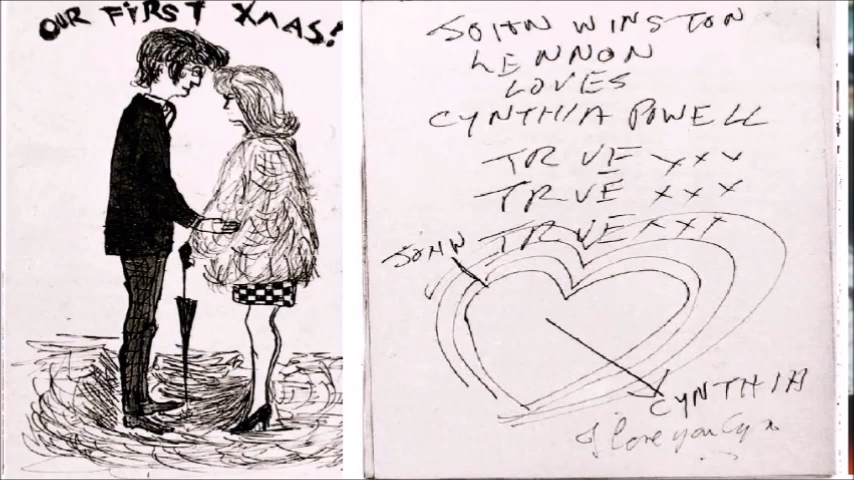 OUR FIRST XMAS!
JOHN WINSTON
LENNON
LOVES
CYNTHIA POWELL
TRUE xxx
TRUE xxx
TRUE xxx
JOHN
CYNTHIA
I love you Cyn